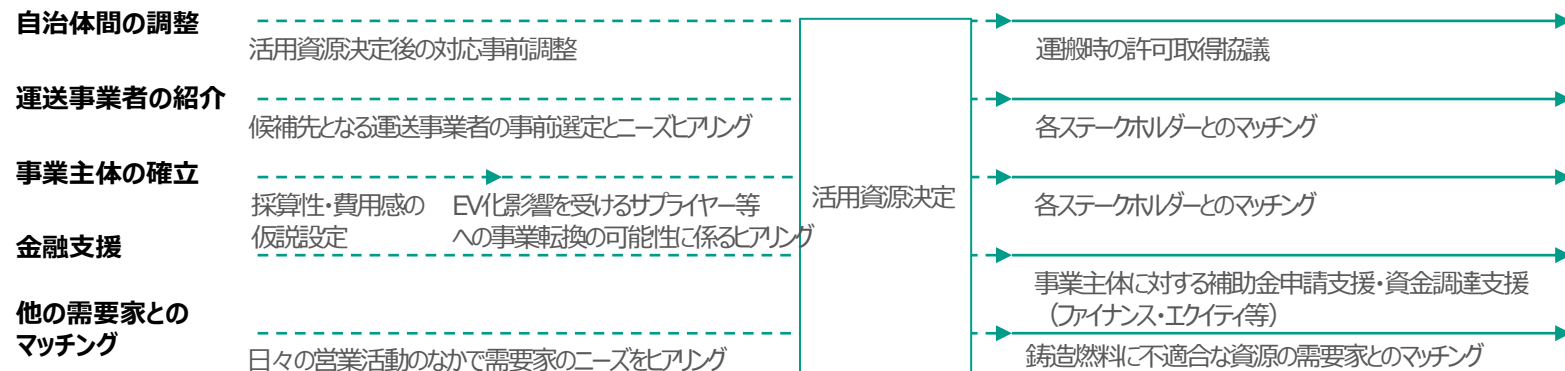 自治体間の調整
活用資源決定後の対応事前調整
運搬時の許可取得協議
運送事業者の紹介
候補先となる運送事業者の事前選定とニーズヒアリング
各ステークホルダーとのマッチング
事業主体の確立
採算性・費用感の
仮説設定
EV化影響を受けるサプライヤー等
への事業転換の可能性に係るヒアリング
活用資源決定
各ステークホルダーとのマッチング
金融支援
事業主体に対する補助金申請支援・資金調達支援
（ファイナンス・エクイティ等）
他の需要家との
マッチング
日々の営業活動のなかで需要家のニーズをヒアリング
鋳造燃料に不適合な資源の需要家とのマッチング